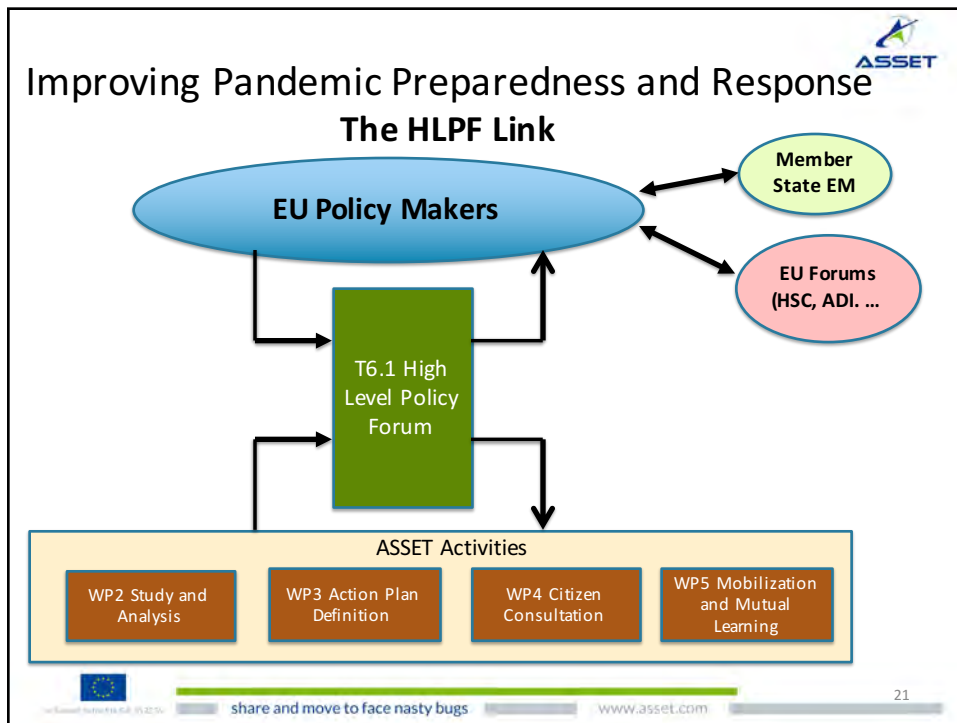 ASSET
Improving Pandemic Preparedness and Response
The HLPF Link
EU Policy Makers
Member
State EM
EU Forums
(HSC, ADI. ...
T6.1 High
Level Policy
Forum
ASSET Activities
WP2 Study and
Analysis
WP3 Action Plan
Definition
WP4 Citizen
Consultation
WP5 Mobilization
and Mutual
Learning
share and move to face nasty bugs
www.asset.com
21